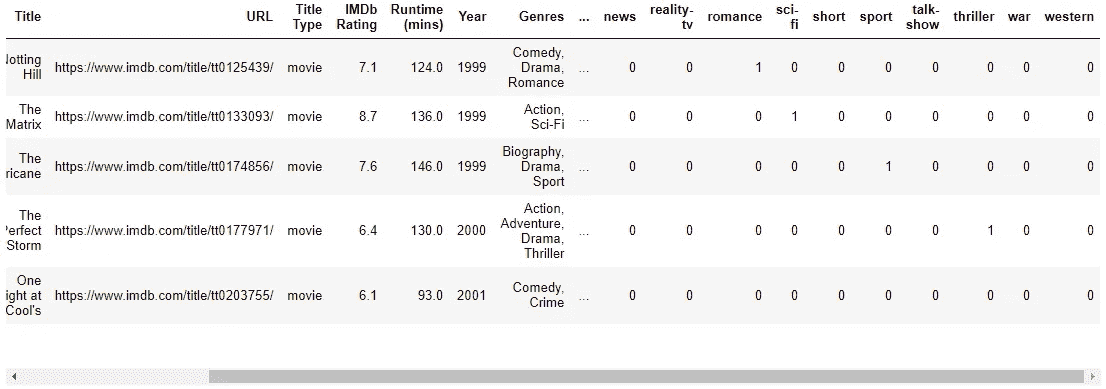 Title URL Title Type IMDb Rating Runtime (mins) Year Genres ... news reality-tv romance sci-fi short sport talk-show thriller war western
Notting Hill https://www.imdb.com/title/tt0125439/ movie 7.1 124.0 1999 Comedy, Drama, Romance ... 0 0 1 0 0 0 0 0 0 0
The Matrix https://www.imdb.com/title/tt0133093/ movie 8.7 136.0 1999 Action, Sci-Fi ... 0 0 0 1 0 0 0 0 0 0
The ricane https://www.imdb.com/title/tt0174856/ movie 7.6 146.0 1999 Biography, Drama, Sport ... 0 0 0 0 0 1 0 0 0 0
The Perfect Storm https://www.imdb.com/title/tt0177971/ movie 6.4 130.0 2000 Action, Adventure, Drama, Thriller ... 0 0 0 0 0 0 0 1 0 0
One ight at Cool's https://www.imdb.com/title/tt0203755/ movie 6.1 93.0 2001 Comedy, Crime ... 0 0 0 0 0 0 0 0 0 0